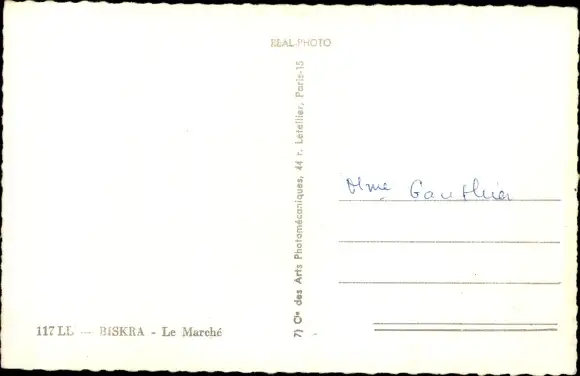 REAL-PHOTO
7) Cie des Arts Photomécaniques, 44 r. Letellier, Paris-15
Mme Gauthier
117 LL — BISKRA - Le Marché